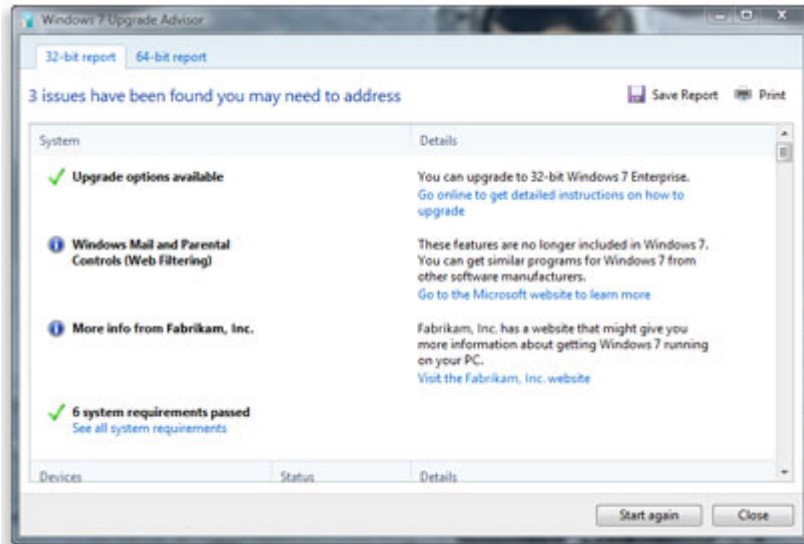 Windows 7 Upgrade Advisor
32-bit report 64-bit report
3 issues have been found you may need to address
Save Report Print
System Details
Upgrade options available
You can upgrade to 32-bit Windows 7 Enterprise.
Go online to get detailed instructions on how to
upgrade
Windows Mail and Parental
Controls (Web Filtering)
These features are no longer included in Windows 7.
You can get similar programs for Windows 7 from
other software manufacturers.
Go to the Microsoft website to learn more
More info from Fabrikam, Inc.
Fabrikam, Inc. has a website that might give you
more information about getting Windows 7 running
on your PC.
Visit the Fabrikam, Inc. website
6 system requirements passed
See all system requirements
Devices Status Details
Start again Close